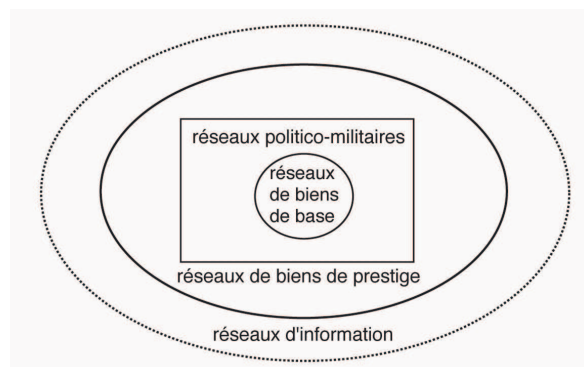 réseaux politico-militaires
réseaux
de biens
de base
réseaux de biens de prestige
réseaux d'information